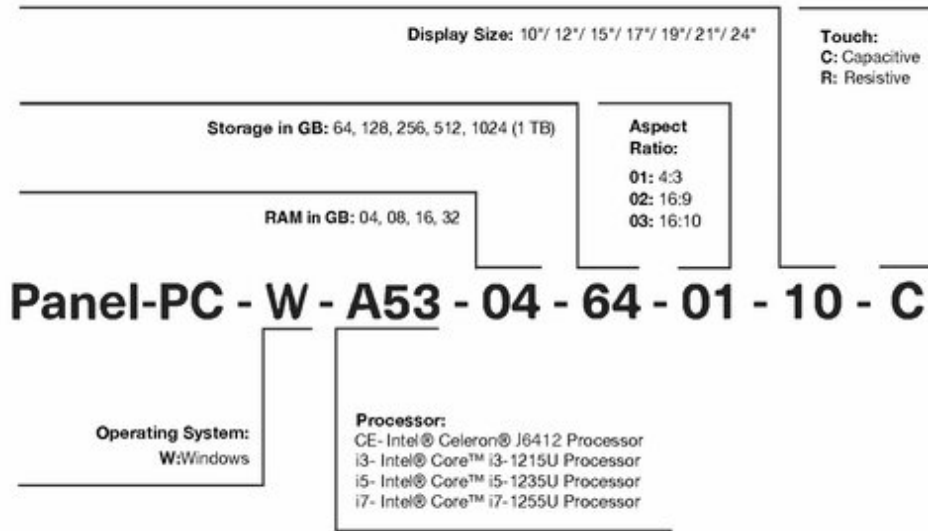 Display Size: 10"/ 12"/ 15"/ 17"/ 19"/ 21"/ 24"
Touch:
C: Capacitive
R: Resistive
Storage in GB: 64, 128, 256, 512, 1024 (1 TB)
Aspect
Ratio:
01: 4:3
02: 16:9
03: 16:10
RAM in GB: 04, 08, 16, 32
Panel-PC - W - A53 - 04 - 64 - 01 - 10 - C
Operating System:
W:Windows
Processor:
CE- Intel® Celeron® J6412 Processor
i3- Intel® Core™ i3-1215U Processor
i5- Intel® Core™ i5-1235U Processor
i7- Intel® Core™ i7-1255U Processor